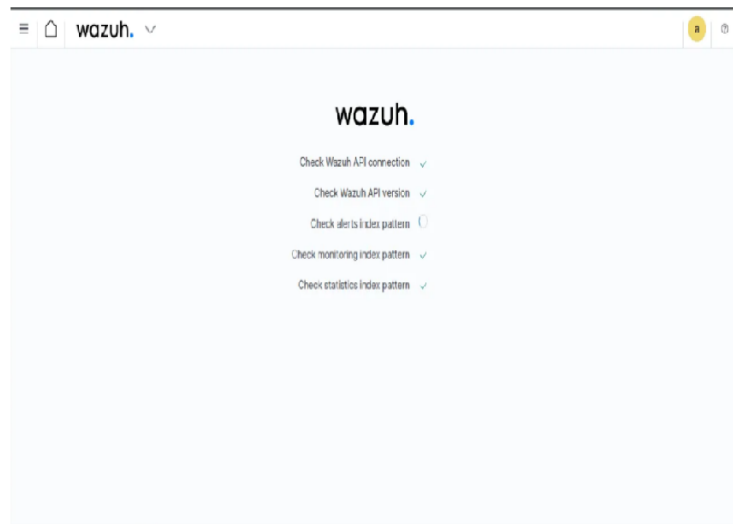 wazuh.
a
wazuh.
Check Wazuh API connection
Check Wazuh API version
Check alerts index pattern
Check monitoring index pattern
Check statistics index pattern